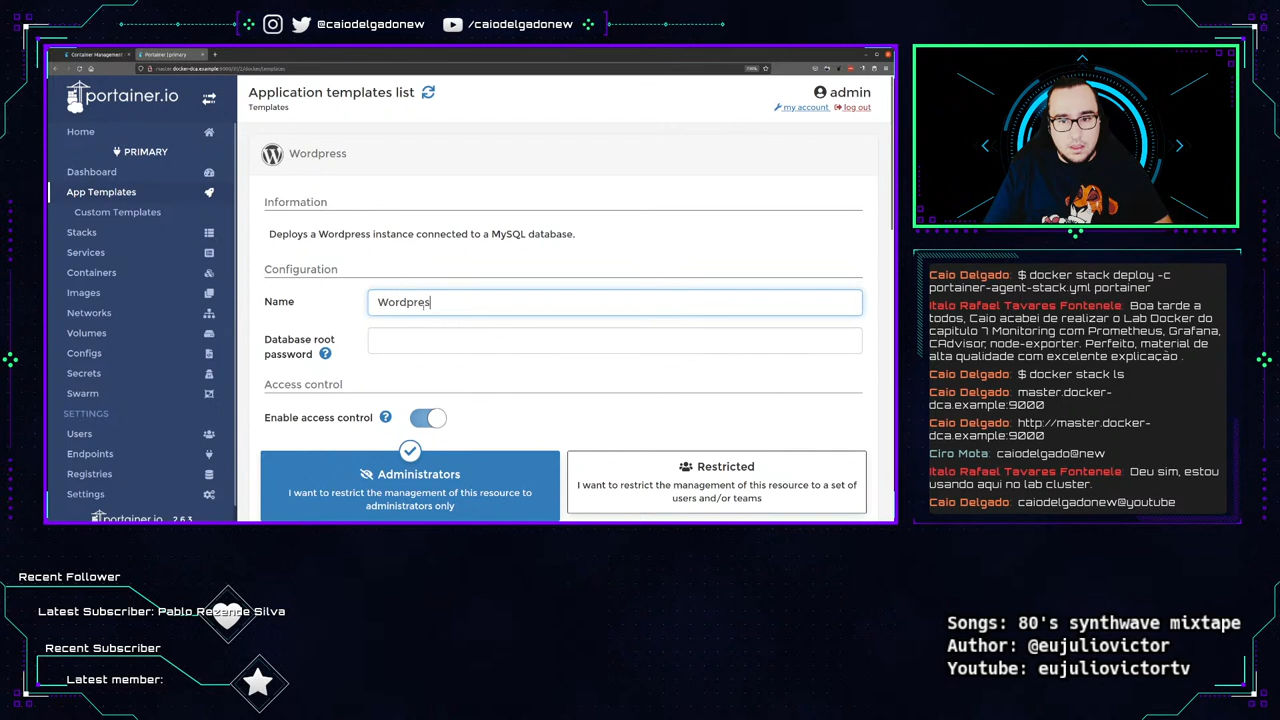 @caiodelgadonew
/caiodelgadonew
Portainer | primary
portainer.io
Home
PRIMARY
Dashboard
App Templates
Custom Templates
Stacks
Services
Containers
Images
Networks
Volumes
Configs
Secrets
Swarm
SETTINGS
Users
Endpoints
Registries
Settings
portainer.io 2.6.3
Application templates list
Templates
admin
my account
log out
Wordpress
Information
Deploys a Wordpress instance connected to a MySQL database.
Configuration
Name
Wordpres
Database root
password
Access control
Enable access control
Administrators
I want to restrict the management of this resource to
administrators only
Restricted
I want to restrict the management of this resource to a set of
users and/or teams
Caio Delgado: $ docker stack deploy -c
portainer-agent-stack.yml portainer
Italo Rafael Tavares Fontenele: Boa tarde a
todos, Caio acabei de realizar o Lab Docker do
capitulo 7 Monitoring com Prometheus, Grafana,
CAdvisor, node-exporter. Perfeito, material de
alta qualidade com excelente explicação .
Caio Delgado: $ docker stack ls
Caio Delgado: master.docker-
dca.example:9000
Caio Delgado: http://master.docker-
dca.example:9000
Ciro Mota: caiodelgado@new
Italo Rafael Tavares Fontenele: Deu sim, estou
usando aqui no lab cluster.
Caio Delgado: caiodelgadonew@youtube
Recent Follower
Latest Subscriber: Pablo Rezende Silva
Recent Subscriber
Latest member:
Songs: 80's synthwave mixtape
Author: @eujuliovictor
Youtube: eujuliovictortv